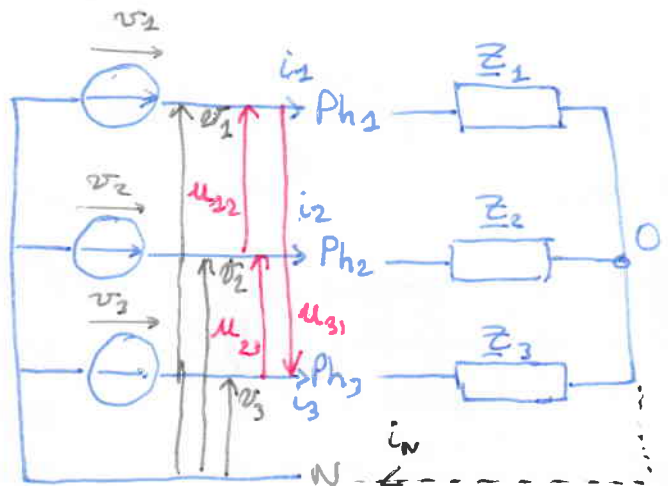 v1
i1 Z1
v1 Ph1
v2 u12 i2 Z2
v2 Ph2 O
v3 u23 u31 Z3
v3 i3 Ph3
iN
N